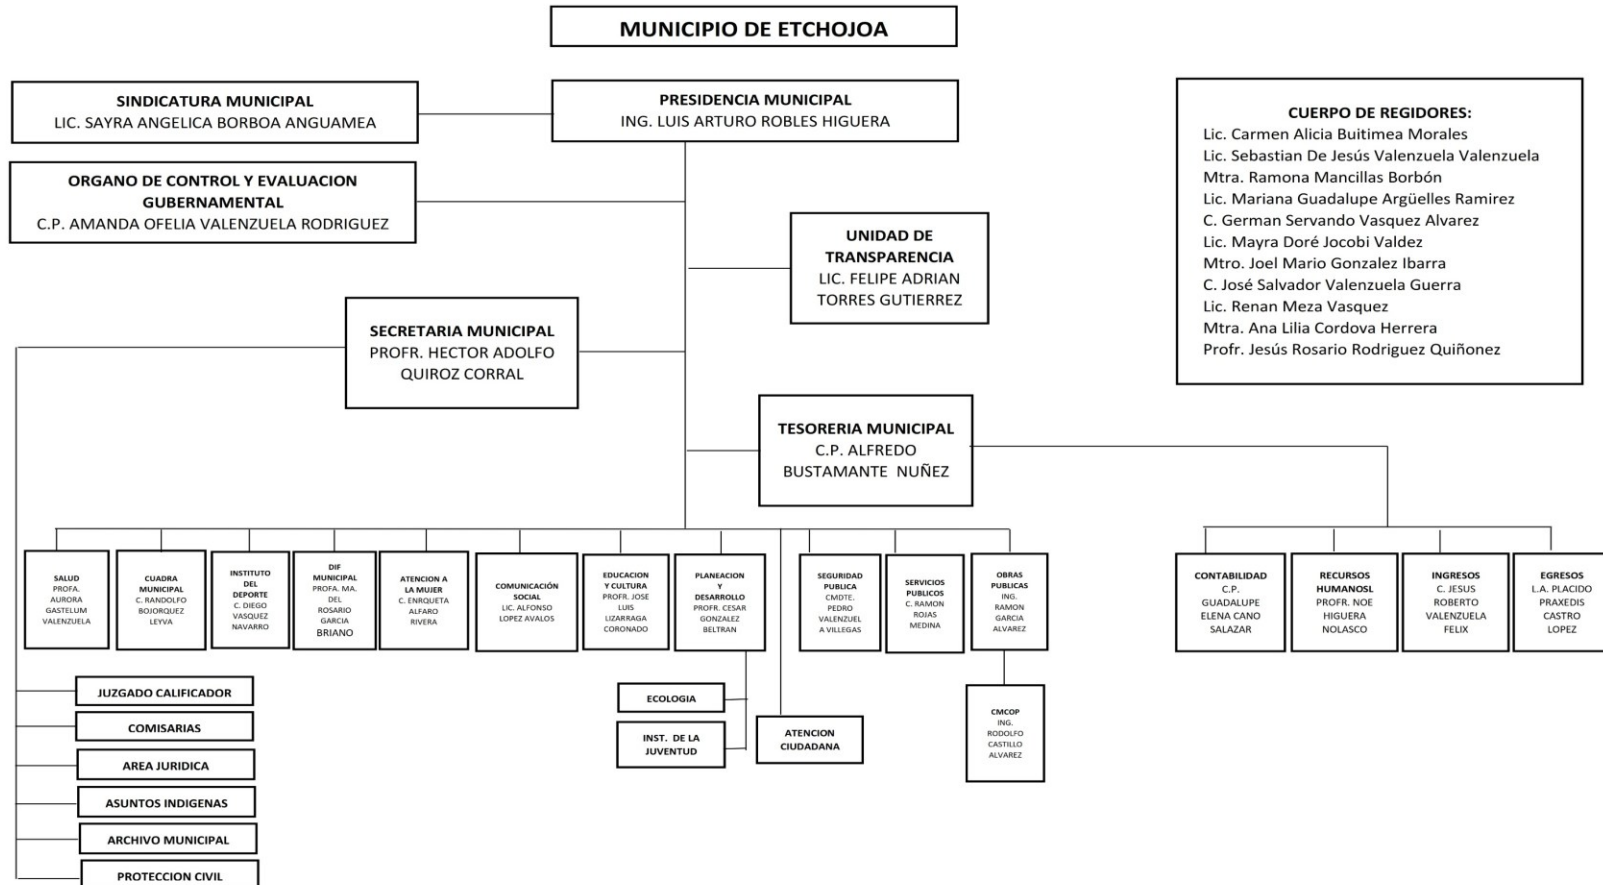 MUNICIPIO DE ETCHOJOA
SINDICATURA MUNICIPAL
LIC. SAYRA ANGELICA BORBOA ANGUAMEA
PRESIDENCIA MUNICIPAL
ING. LUIS ARTURO ROBLES HIGUERA
CUERPO DE REGIDORES:
Lic. Carmen Alicia Buitimea Morales
Lic. Sebastian De Jesús Valenzuela Valenzuela
Mtra. Ramona Mancillas Borbón
Lic. Mariana Guadalupe Argüelles Ramirez
C. German Servando Vasquez Alvarez
Lic. Mayra Doré Jocobi Valdez
Mtro. Joel Mario Gonzalez Ibarra
C. José Salvador Valenzuela Guerra
Lic. Renan Meza Vasquez
Mtra. Ana Lilia Cordova Herrera
Profr. Jesús Rosario Rodriguez Quiñonez
ORGANO DE CONTROL Y EVALUACION
GUBERNAMENTAL
C.P. AMANDA OFELIA VALENZUELA RODRIGUEZ
UNIDAD DE
TRANSPARENCIA
LIC. FELIPE ADRIAN
TORRES GUTIERREZ
SECRETARIA MUNICIPAL
PROFR. HECTOR ADOLFO
QUIROZ CORRAL
TESORERIA MUNICIPAL
C.P. ALFREDO
BUSTAMANTE NUÑEZ
SALUD
PROFA.
AURORA
GASTELUM
VALENZUELA
CUADRA
MUNICIPAL
C. RANDOLFO
BOJORQUEZ
LEYVA
INSTITUTO
DEL
DEPORTE
C. DIEGO
VASQUEZ
NAVARRO
DIF
MUNICIPAL
PROFA. MA.
DEL
ROSARIO
GARCIA
BRIANO
ATENCION A
LA MUJER
C. ENRQUETA
ALFARO
RIVERA
COMUNICACIÓN
SOCIAL
LIC. ALFONSO
LOPEZ AVALOS
EDUCACION
Y CULTURA
PROFR. JOSE
LUIS
LIZARRAGA
CORONADO
PLANEACION
Y
DESARROLLO
PROFR. CESAR
GONZALEZ
BELTRAN
SEGURIDAD
PUBLICA
CMDTE.
PEDRO
VALENZUEL
A VILLEGAS
SERVICIOS
PUBLICOS
C. RAMON
ROJAS
MEDINA
OBRAS
PUBLICAS
ING.
RAMON
GARCIA
ALVAREZ
CONTABILIDAD
C.P.
GUADALUPE
ELENA CANO
SALAZAR
RECURSOS
HUMANOSL
PROFR. NOE
HIGUERA
NOLASCO
INGRESOS
C. JESUS
ROBERTO
VALENZUELA
FELIX
EGRESOS
L.A. PLACIDO
PRAXEDIS
CASTRO
LOPEZ
JUZGADO CALIFICADOR
COMISARIAS
AREA JURIDICA
ASUNTOS INDIGENAS
ARCHIVO MUNICIPAL
PROTECCION CIVIL
ECOLOGIA
INST. DE LA
JUVENTUD
ATENCION
CIUDADANA
CMCOP
ING.
RODOLFO
CASTILLO
ALVAREZ